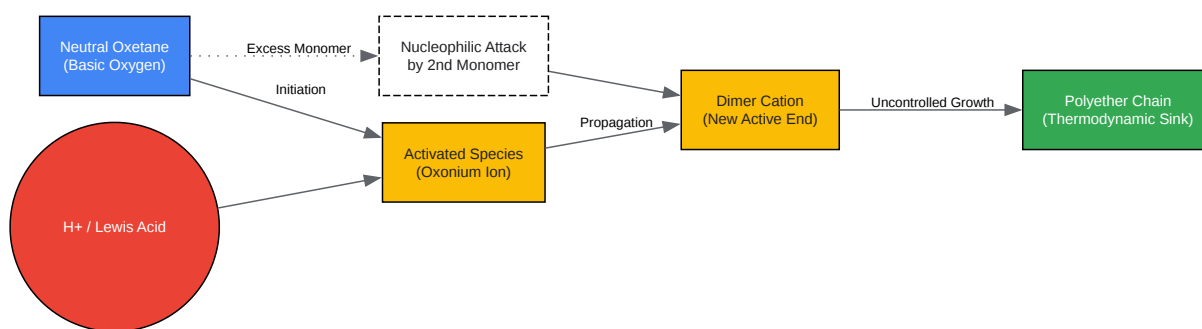 Neutral Oxetane
(Basic Oxygen)
Excess Monomer
Nucleophilic Attack
by 2nd Monomer
Initiation
H+ / Lewis Acid
Activated Species
(Oxonium Ion)
Propagation
Dimer Cation
(New Active End)
Uncontrolled Growth
Polyether Chain
(Thermodynamic Sink)